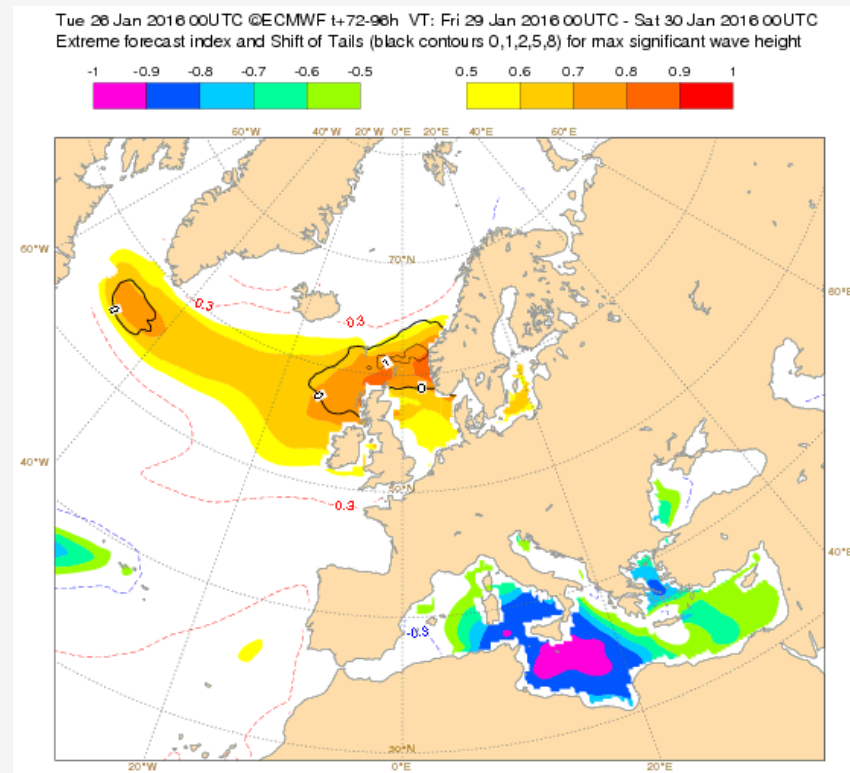 Tue 26 Jan 2016 00UTC ©ECMWF t+72-96h VT: Fri 29 Jan 2016 00UTC - Sat 30 Jan 2016 00UTC
Extreme forecast index and Shift of Tails (black contours 0,1,2,5,8) for max significant wave height
-1 -0.9 -0.8 -0.7 -0.6 -0.5 0.5 0.6 0.7 0.8 0.9 1
60°W 40°W 20°W 0°E 20°E 40°E 60°E
60°W
70°N
60°E
0.3
0
-0.3
1
0
0
40°W
50°N
-0.3
40°E
-0.3
30°N
20°W 0°E 20°E